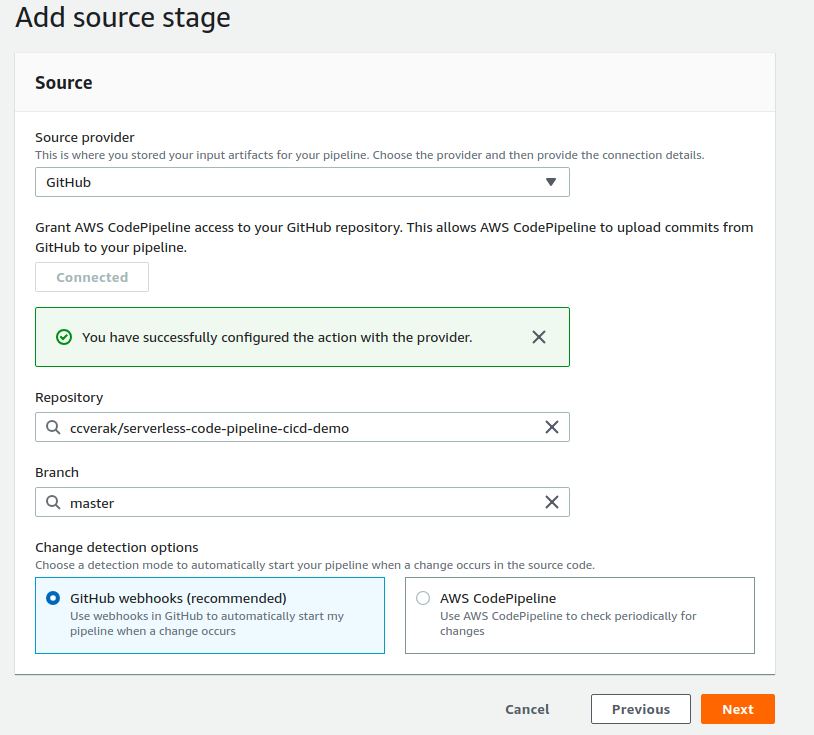 Add source stage
Source
Source provider
This is where you stored your input artifacts for your pipeline. Choose the provider and then provide the connection details.
GitHub
Grant AWS CodePipeline access to your GitHub repository. This allows AWS CodePipeline to upload commits from
GitHub to your pipeline.
Connected
You have successfully configured the action with the provider.
Repository
ccverak/serverless-code-pipeline-cicd-demo
Branch
master
Change detection options
Choose a detection mode to automatically start your pipeline when a change occurs in the source code.
GitHub webhooks (recommended)
Use webhooks in GitHub to automatically start my
pipeline when a change occurs
AWS CodePipeline
Use AWS CodePipeline to check periodically for
changes
Cancel
Previous
Next